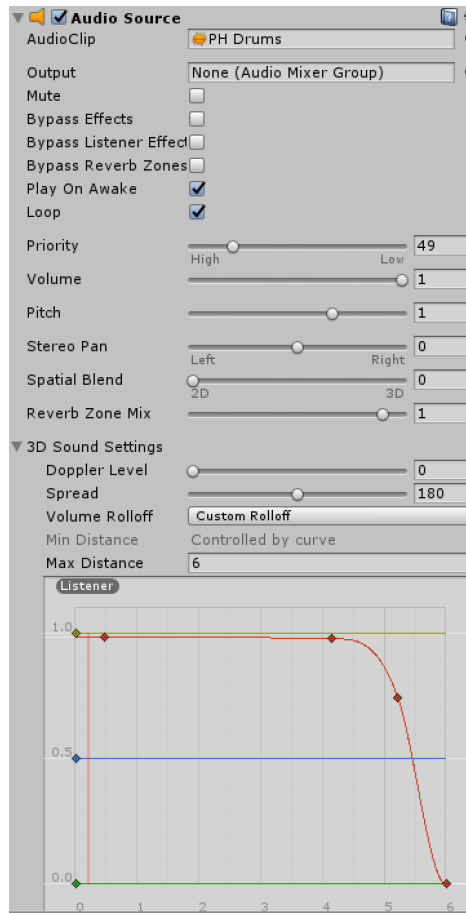 Audio Source
AudioClip PH Drums
Output None (Audio Mixer Group)
Mute
Bypass Effects
Bypass Listener Effect
Bypass Reverb Zones
Play On Awake
Loop
Priority 49
High Low
Volume 1
Pitch 1
Stereo Pan 0
Left Right
Spatial Blend 0
2D 3D
Reverb Zone Mix 1
3D Sound Settings
Doppler Level 0
Spread 180
Volume Rolloff Custom Rolloff
Min Distance Controlled by curve
Max Distance 6
Listener
1.0
0.5
0.0
0 1 2 3 4 5 6